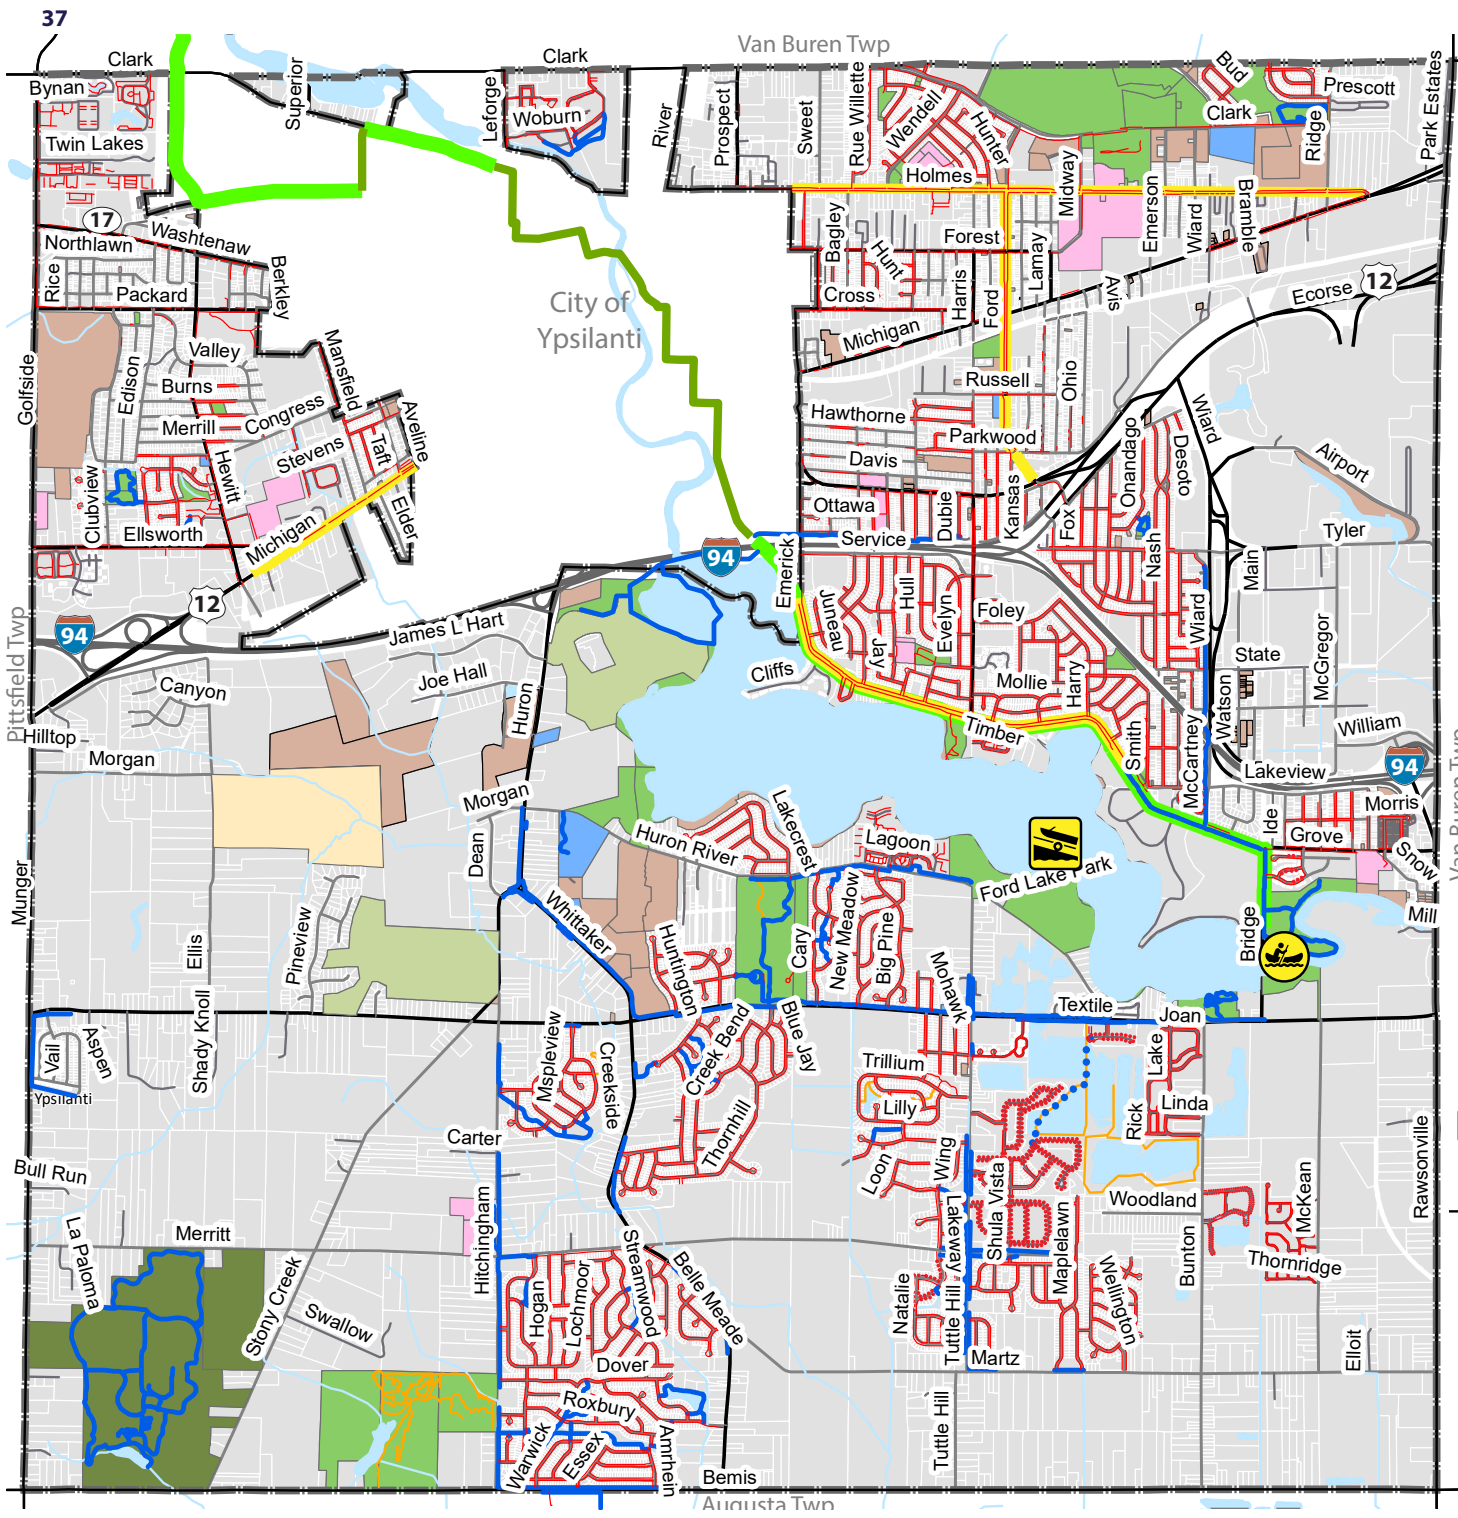 37
Van Buren Twp
Clark
Clark
Bynan
Superior
Leforge
Woburn
River
Prospect
Sweet
Rue Willette
Wendell
Hunter
Bud
Clark
Prescott
Ridge
Park Estates
Twin Lakes
Holmes
Midway
Emerson
Wiard
Bramble
17
Washtenaw
Northlawn
Rice
Packard
Berkley
Bagley
Hunt
Forest
Lamay
Harris
Ford
Cross
Avis
Ecorse
12
City of
Ypsilanti
Michigan
Golfside
Edison
Valley
Burns
Merrill
Congress
Mansfield
Aveline
Stevens
Taft
Elder
Hewitt
Clubview
Ellsworth
Michigan
Russell
Ohio
Hawthorne
Parkwood
Davis
Ottawa
Dubie
Kansas
Fox
Onandago
Desoto
Wiard
Airport
Tyler
Service
94
Emerick
Nash
Main
12
94
Pittsfield Twp
James L Hart
Joe Hall
Canyon
Hilltop
Morgan
Huron
Juneau
Hull
Evelyn
Foley
Jay
Cliffs
Mollie
Harry
Timber
Smith
Wiard
State
McGregor
Watson
McCartney
William
Lakeview
94
Van Buren Twp
Morgan
Dean
Huron River
Lakecrest
Lagoon
Ford Lake Park
Ide
Grove
Morris
Snow
Mill
Bridge
Munger
Ellis
Pineview
Whittaker
Huntington
Cary
New Meadow
Big Pine
Mohawk
Textile
Joan
Vail
Aspen
Shady Knoll
Ypsilanti
Mspleview
Creekside
Creek Bend
Blue Jay
Trillium
Lilly
Lake
Linda
Rick
Carter
Thornhill
Loon
Wing
Bull Run
Shula Vista
Woodland
McKean
Rawsonville
La Paloma
Merritt
Hitchingham
Streamwood
Belle Meade
Lakeway
Maplelawn
Bunton
Thornridge
Stony Creek
Swallow
Hogan
Lochmoor
Natalie
Tuttle Hill
Wellington
Dover
Martz
Elloit
Roxbury
Warwick
Essex
Amrhein
Tuttle Hill
Bemis
Augusta Twp